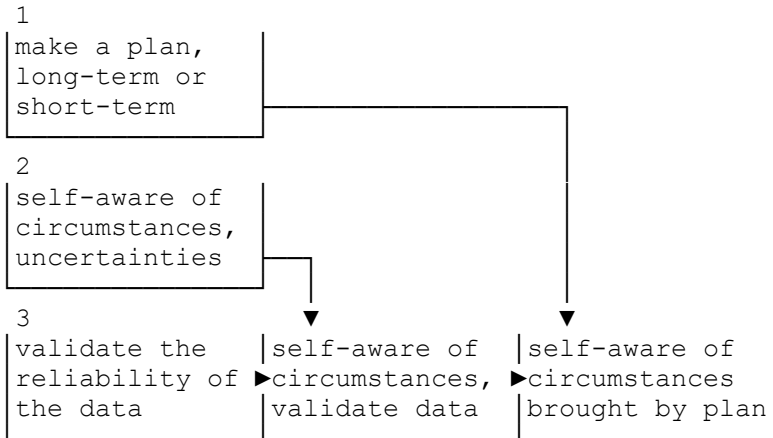 1
make a plan,
long-term or
short-term
2
self-aware of
circumstances,
uncertainties
3
validate the
reliability of
the data
self-aware of
circumstances,
validate data
self-aware of
circumstances
brought by plan